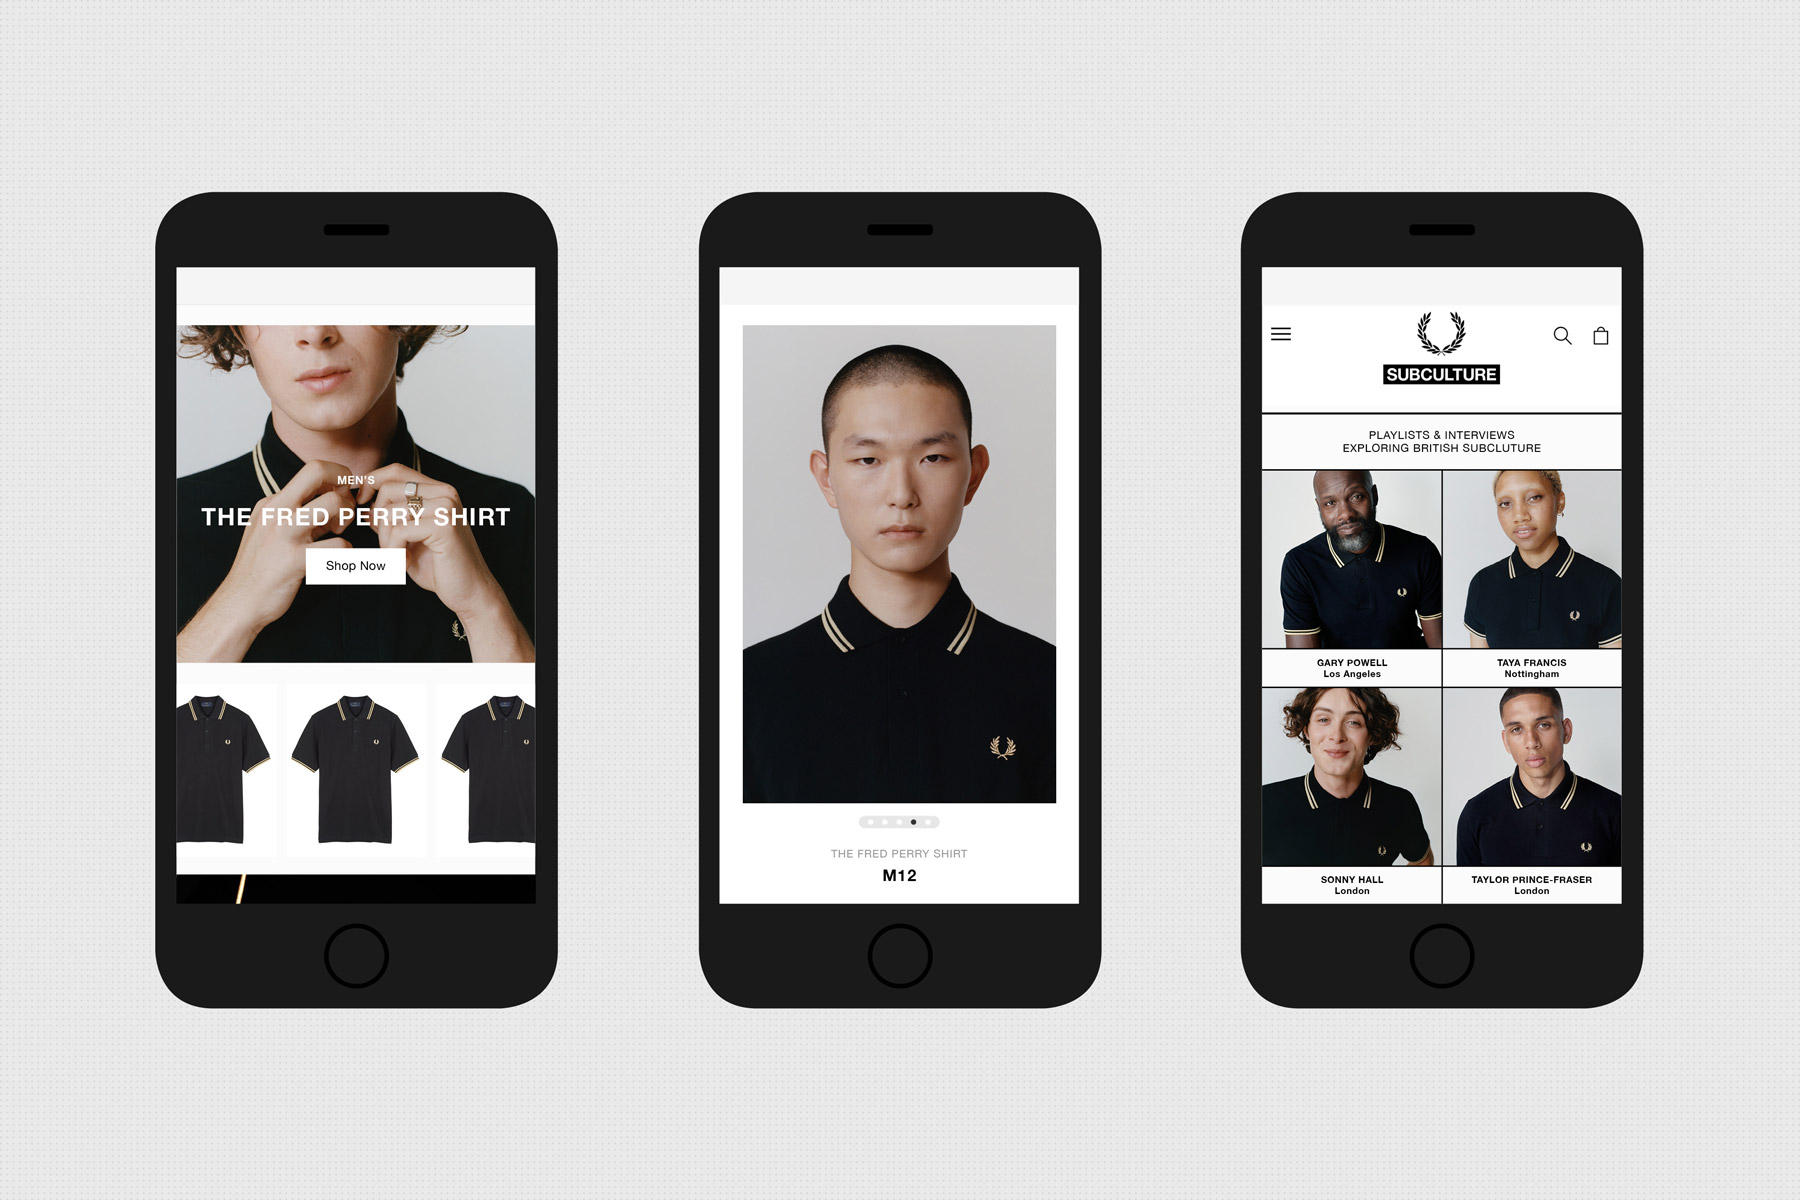 MEN'S
THE FRED PERRY SHIRT
Shop Now
THE FRED PERRY SHIRT
M12
SUBCULTURE
PLAYLISTS & INTERVIEWS
EXPLORING BRITISH SUBCLUTURE
GARY POWELL
Los Angeles
TAYA FRANCIS
Nottingham
SONNY HALL
London
TAYLOR PRINCE-FRASER
London